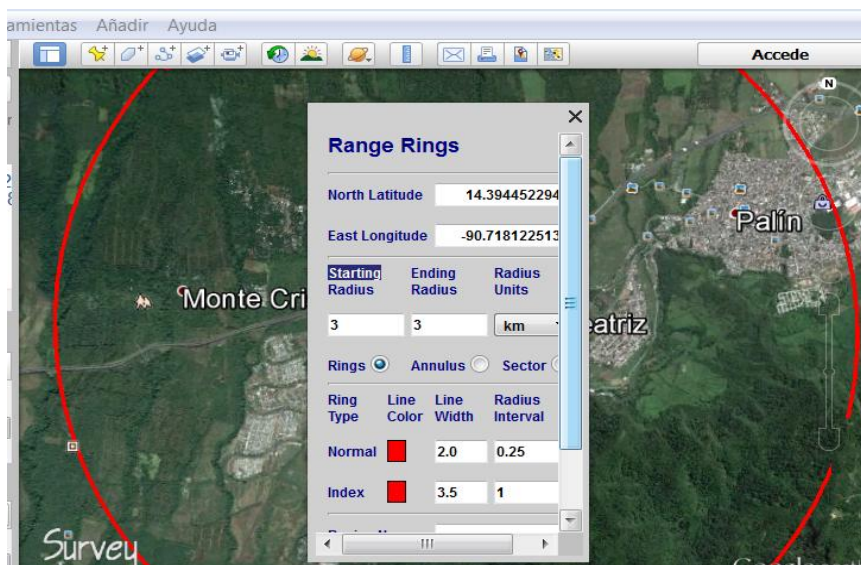 amientas Añadir Ayuda
Accede
N
Range Rings
North Latitude 14.394452294
East Longitude -90.718122513
Starting Radius Ending Radius Radius Units
3 3 km
Rings Annulus Sector
Ring Type Line Color Line Width Radius Interval
Normal 2.0 0.25
Index 3.5 1
Palín
Monte Cri
eatriz
Survey